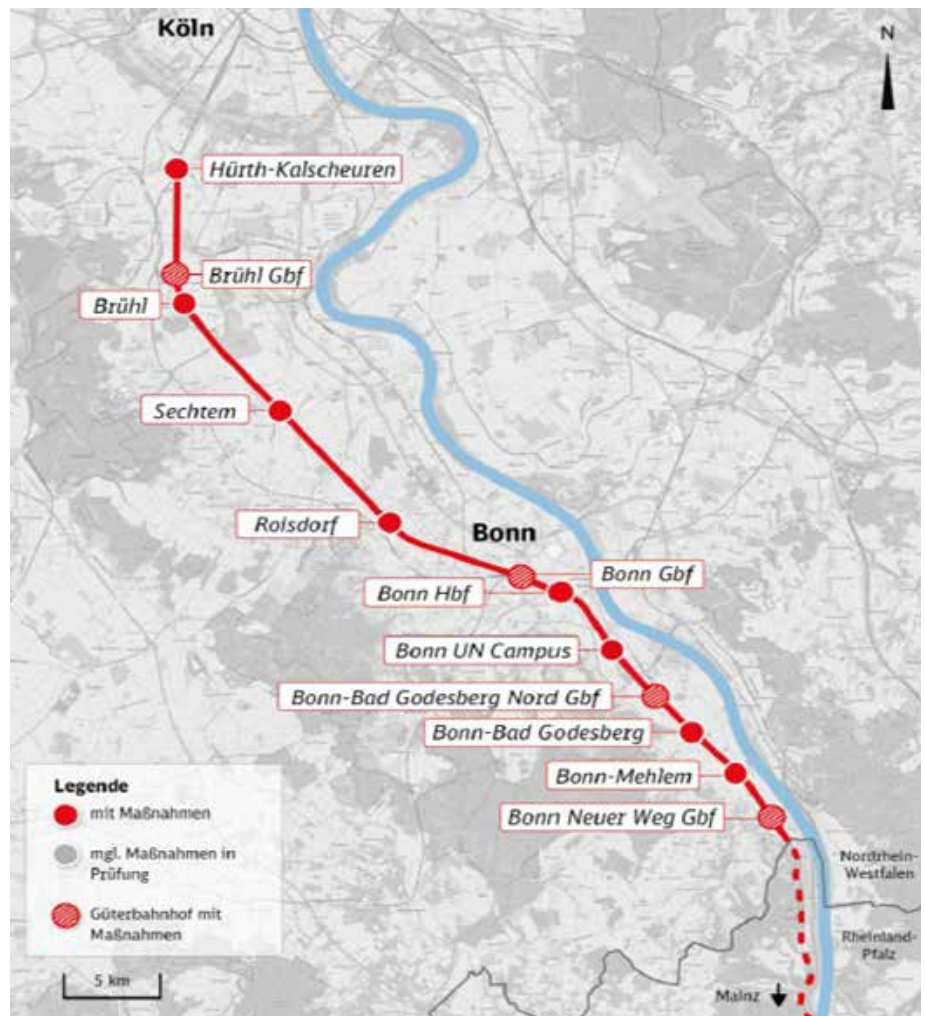 Köln
N
Hürth-Kalscheuren
Brühl Gbf
Brühl
Sechtem
Roisdorf
Bonn
Bonn Gbf
Bonn Hbf
Bonn UN Campus
Bonn-Bad Godesberg Nord Gbf
Bonn-Bad Godesberg
Bonn-Mehlem
Bonn Neuer Weg Gbf
Legende
mit Maßnahmen
mgl. Maßnahmen in
Prüfung
Güterbahnhof mit
Maßnahmen
5 km
Nordrhein-
Westfalen
Rheinland-
Pfalz
Mainz